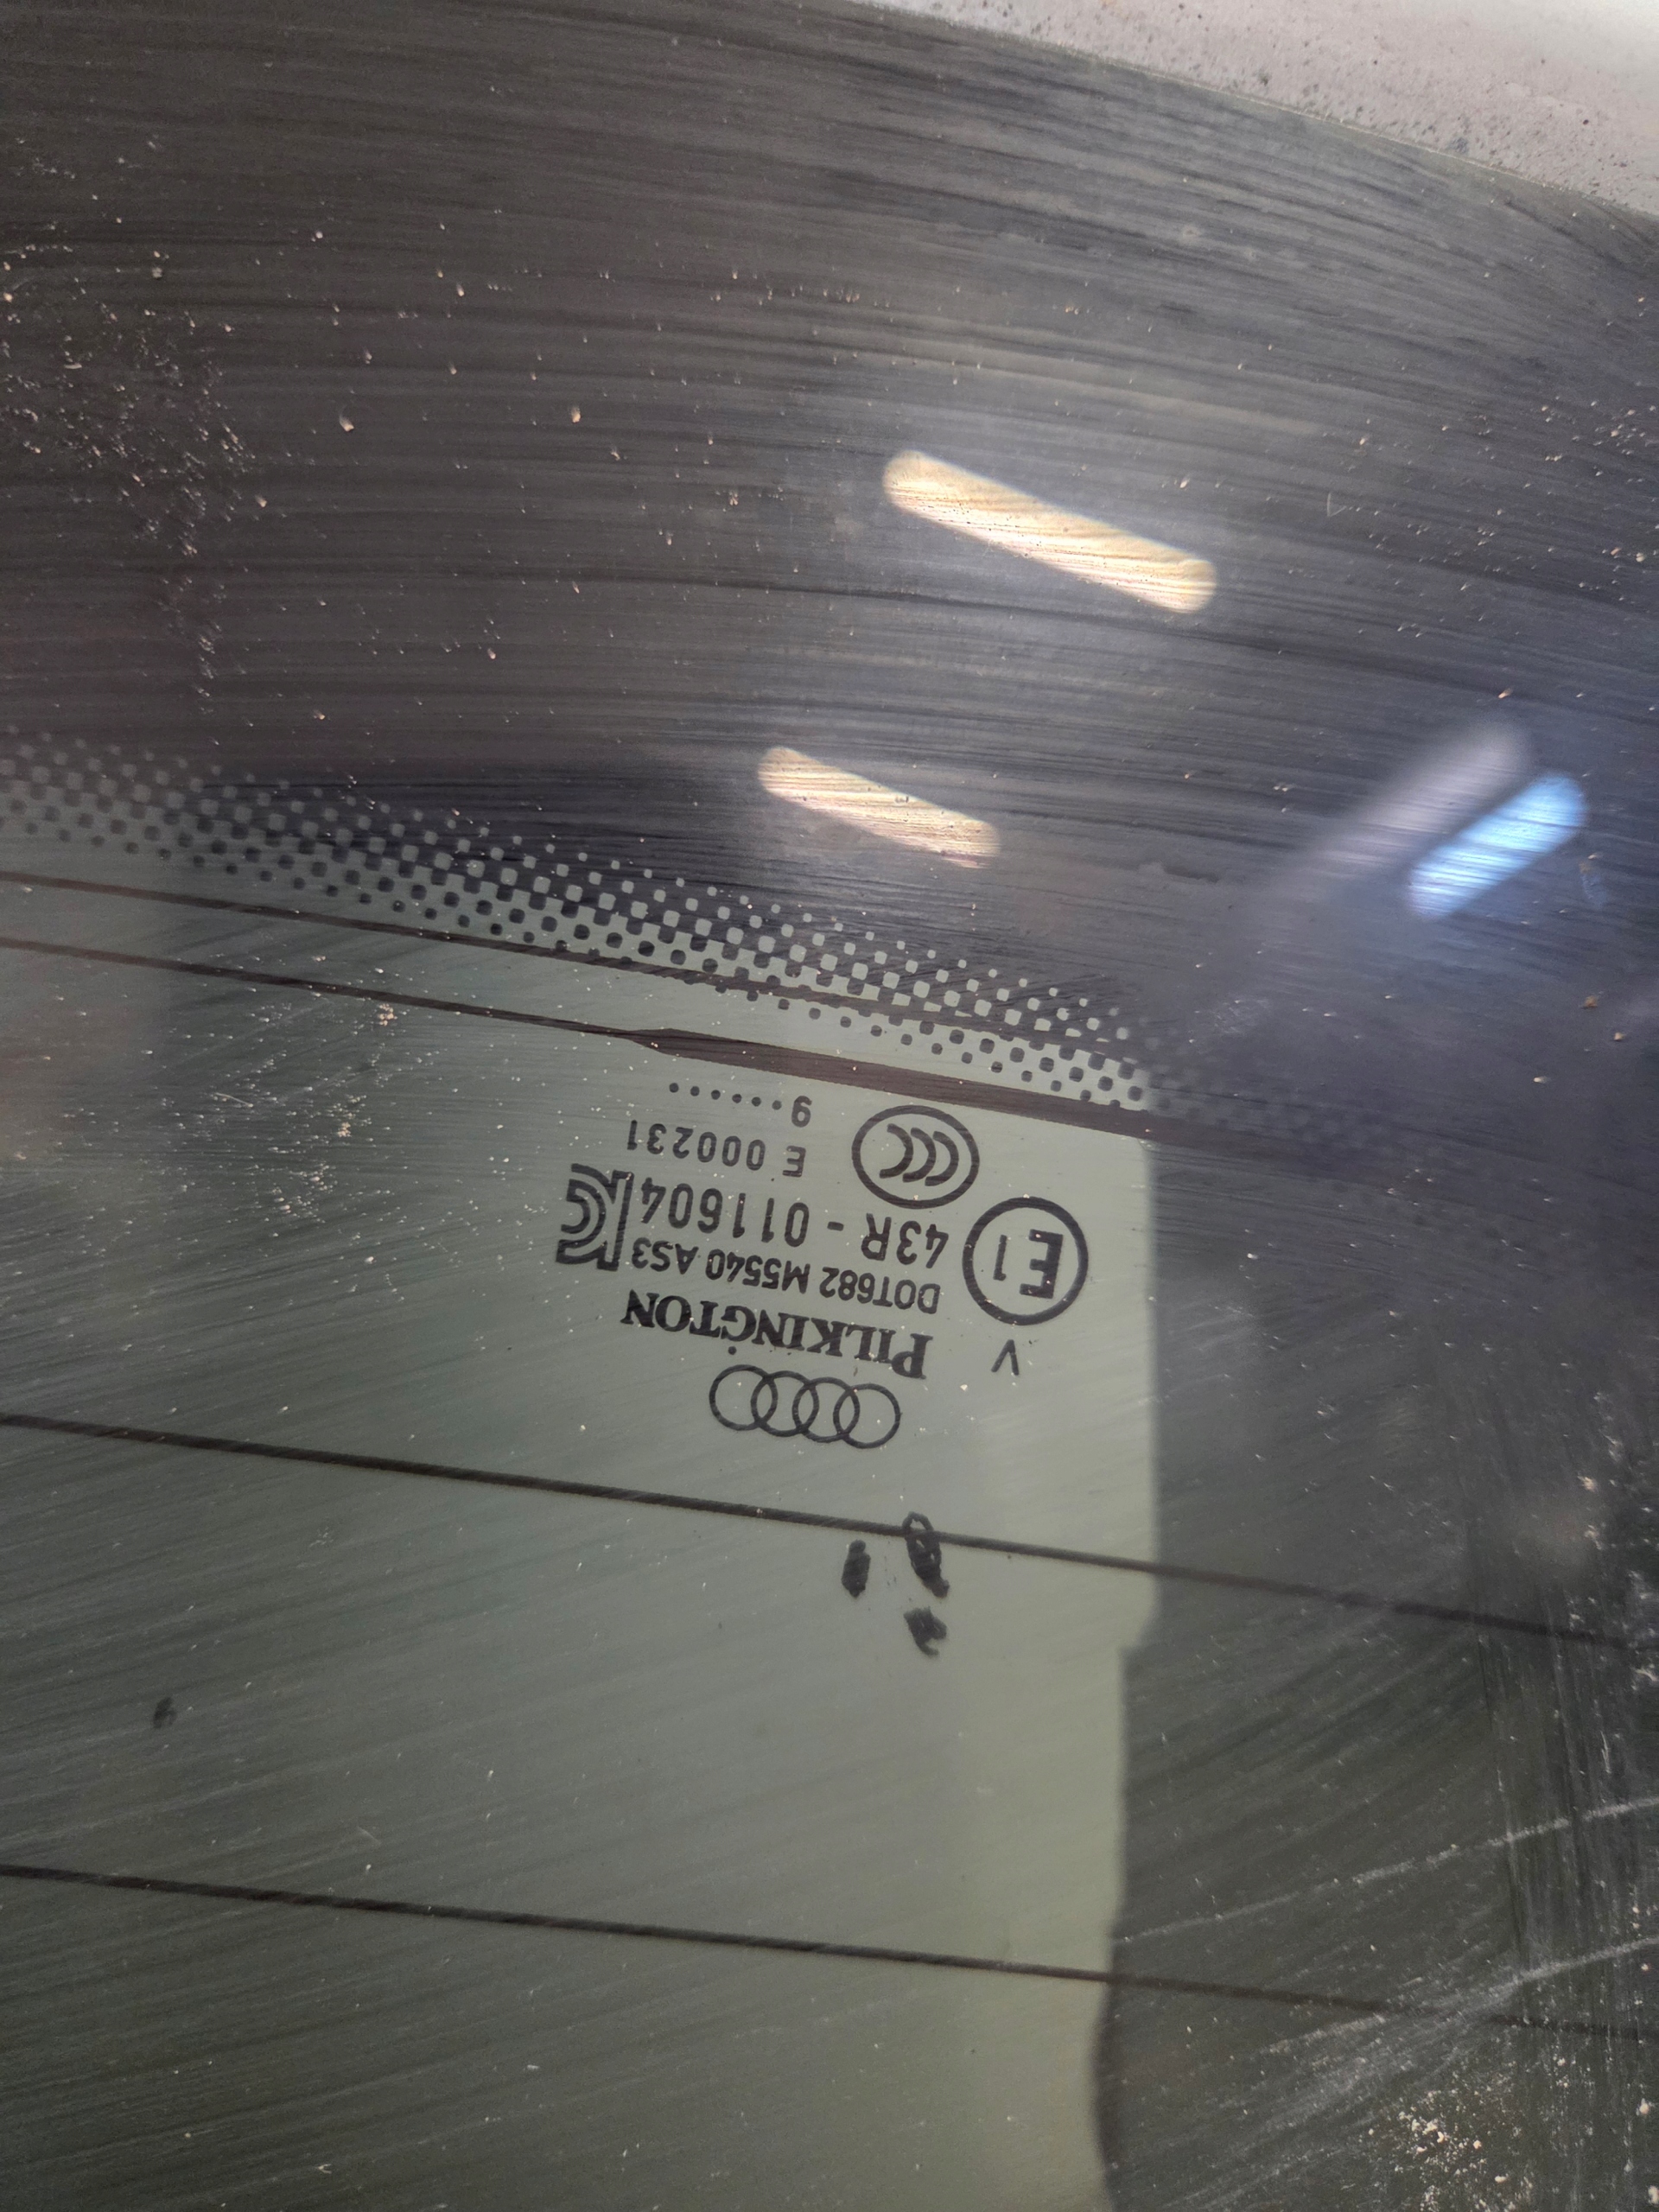 V
PILKINGTON
DOT682 M5540 AS3
E1
43R - 011604
E 000231
9······